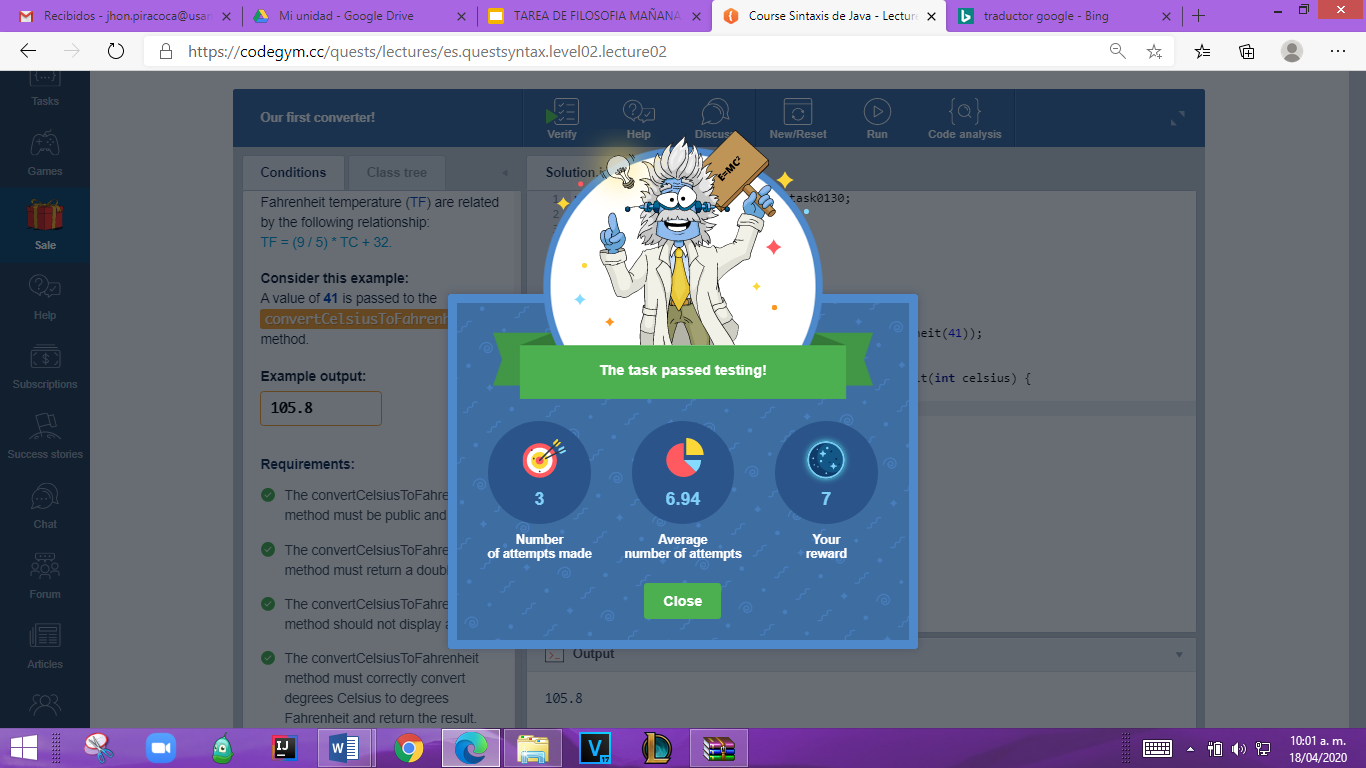 Recibidos - jhon.piracoca@usan
Mi unidad - Google Drive
TAREA DE FILOSOFIA MAÑANA.
Course Sintaxis de Java - Lecture
traductor google - Bing
https://codegym.cc/quests/lectures/es.questsyntax.level02.lecture02
Tasks
Games
Sale
Help
Subscriptions
Success stories
Chat
Forum
Articles
Our first converter!
Verify
Help
Discuss
New/Reset
Run
Code analysis
Conditions
Class tree
Fahrenheit temperature (TF) are related
by the following relationship:
TF = (9 / 5) * TC + 32.
Consider this example:
A value of 41 is passed to the
convertCelsiusToFahrenh
method.
Example output:
105.8
Requirements:
The convertCelsiusToFahre
method must be public and
The convertCelsiusToFahre
method must return a doubl
The convertCelsiusToFahre
method should not display a
The convertCelsiusToFahrenheit
method must correctly convert
degrees Celsius to degrees
Fahrenheit and return the result.
Solution.j
1
task0130;
2
eit(41));
it(int celsius) {
E=MC²
The task passed testing!
3
Number
of attempts made
6.94
Average
number of attempts
7
Your
reward
Close
Output
105.8
10:01 a. m.
18/04/2020